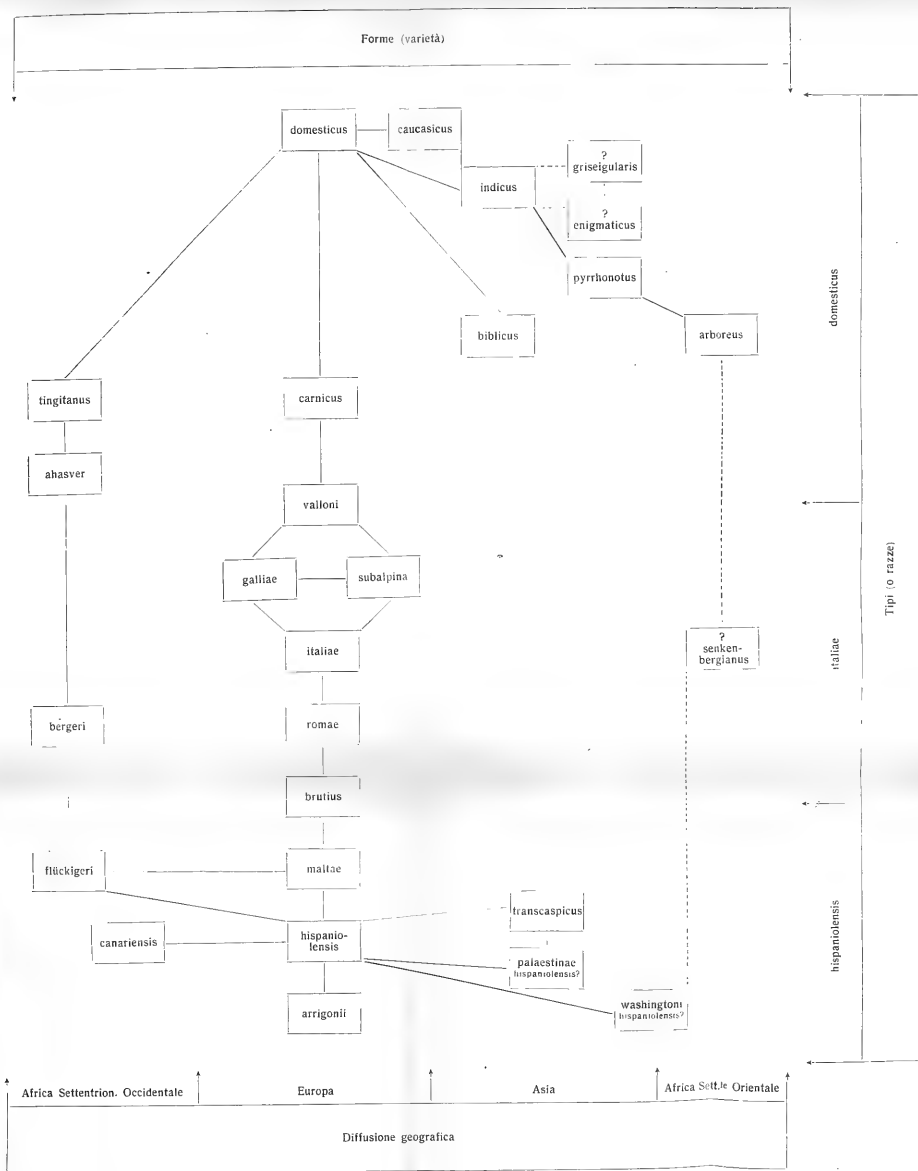 Forme (varietà)
domesticus
caucasicus
?
griseigularis
indicus
?
enigmaticus
pyrrhonotus
biblicus
arboreus
domesticus
tingitanus
carnicus
ahasver
valloni
galliae
subalpina
Tipi (o razze)
italiae
?
senken-
bergianus
italiae
bergeri
romae
brutius
flückigeri
maltae
transcaspicus
canariensis
hispanio-
lensis
palaestinae
hispaniolensis?
hispaniolensis
washingtoni
hispaniolensis?
arrigonii
Africa Settentrion. Occidentale
Europa
Asia
Africa Sett.le Orientale
Diffusione geografica